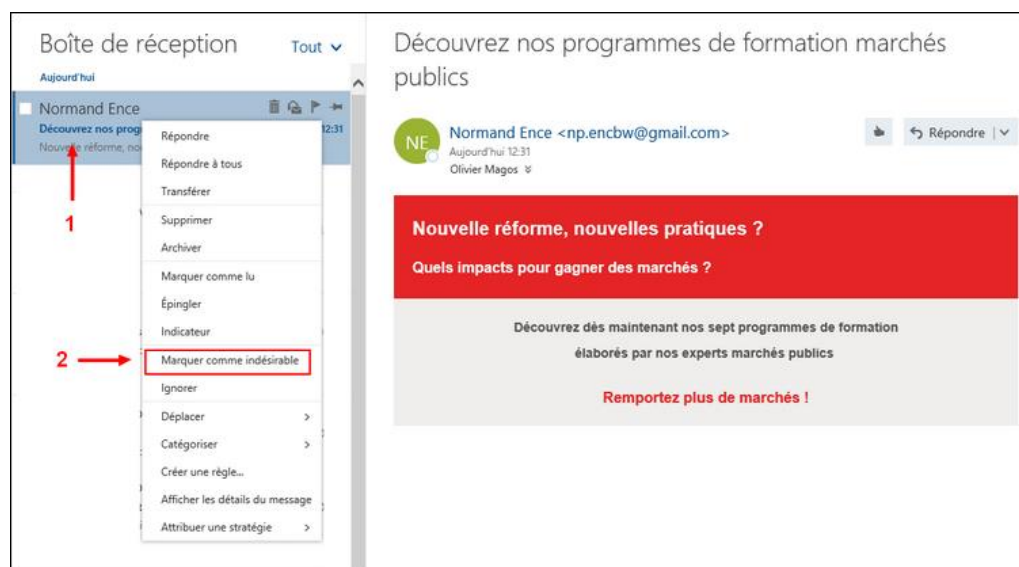 Boîte de réception
Tout
Aujourd'hui
Normand Ence
Découvrez nos prog
12:31
Nouvelle réforme, no
1
Répondre
Répondre à tous
Transférer
Supprimer
Archiver
Marquer comme lu
Épingler
Indicateur
2
Marquer comme indésirable
Ignorer
Déplacer
Catégoriser
Créer une règle...
Afficher les détails du message
Attribuer une stratégie
Découvrez nos programmes de formation marchés
publics
NE
Normand Ence <np.encbw@gmail.com>
Aujourd'hui 12:31
Olivier Magos
Répondre
Nouvelle réforme, nouvelles pratiques ?
Quels impacts pour gagner des marchés ?
Découvrez dès maintenant nos sept programmes de formation
élaborés par nos experts marchés publics
Remportez plus de marchés !